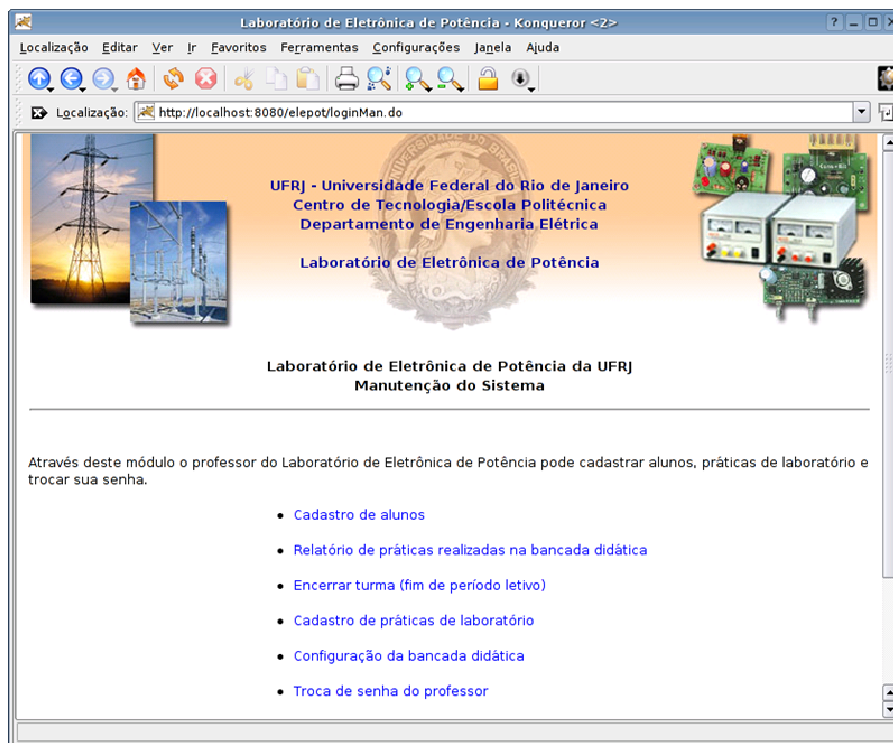 Laboratório de Eletrônica de Potência - Konqueror <2>
Localização Editar Ver Ir Favoritos Ferramentas Configurações Janela Ajuda
Localização: http://localhost:8080/elepot/loginMan.do
UFRJ - Universidade Federal do Rio de Janeiro
Centro de Tecnologia/Escola Politécnica
Departamento de Engenharia Elétrica
Laboratório de Eletrônica de Potência
Laboratório de Eletrônica de Potência da UFRJ
Manutenção do Sistema
Através deste módulo o professor do Laboratório de Eletrônica de Potência pode cadastrar alunos, práticas de laboratório e
trocar sua senha.
• Cadastro de alunos
• Relatório de práticas realizadas na bancada didática
• Encerrar turma (fim de período letivo)
• Cadastro de práticas de laboratório
• Configuração da bancada didática
• Troca de senha do professor